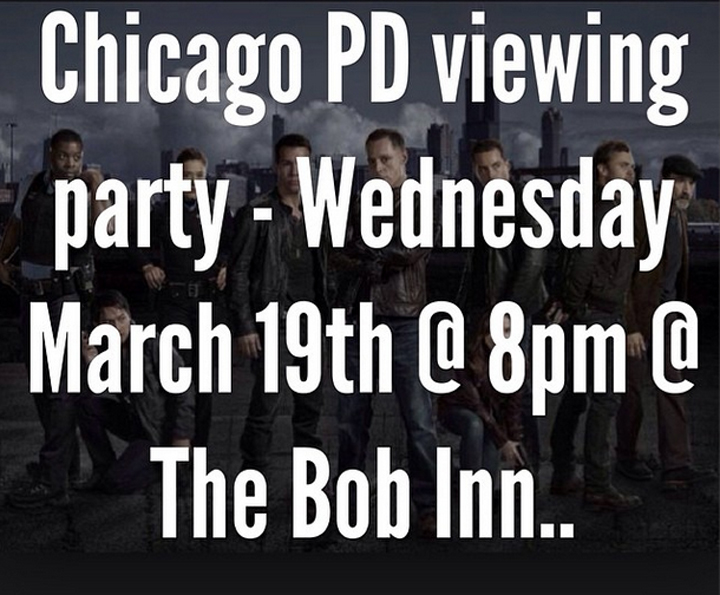 Chicago PD viewing
party - Wednesday
March 19th @ 8pm @
The Bob Inn..